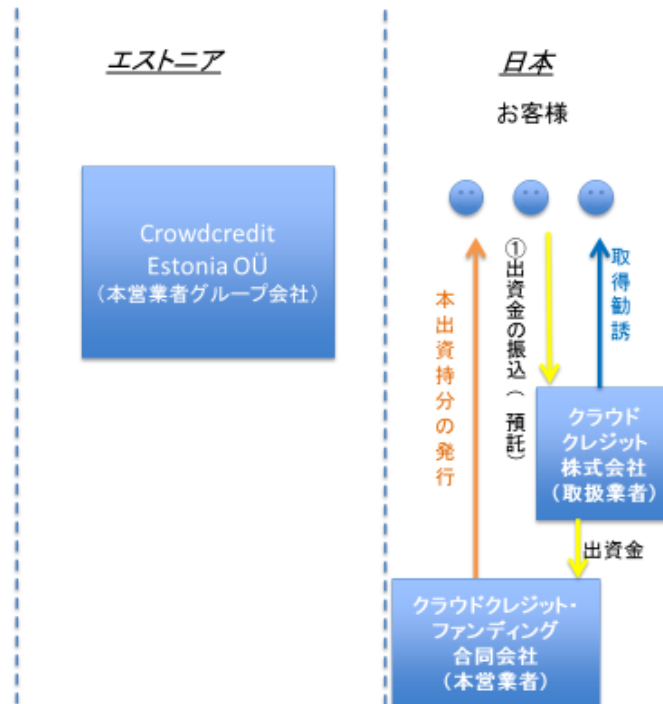 エストニア
日本
お客様
Crowdcredit
Estonia OÜ
（本営業者グループ会社）
本出資持分の発行
①出資金の振込（預託）
取得勧誘
クラウド
クレジット
株式会社
（取扱業者）
出資金
クラウドクレジット・
ファンディング
合同会社
（本営業者）